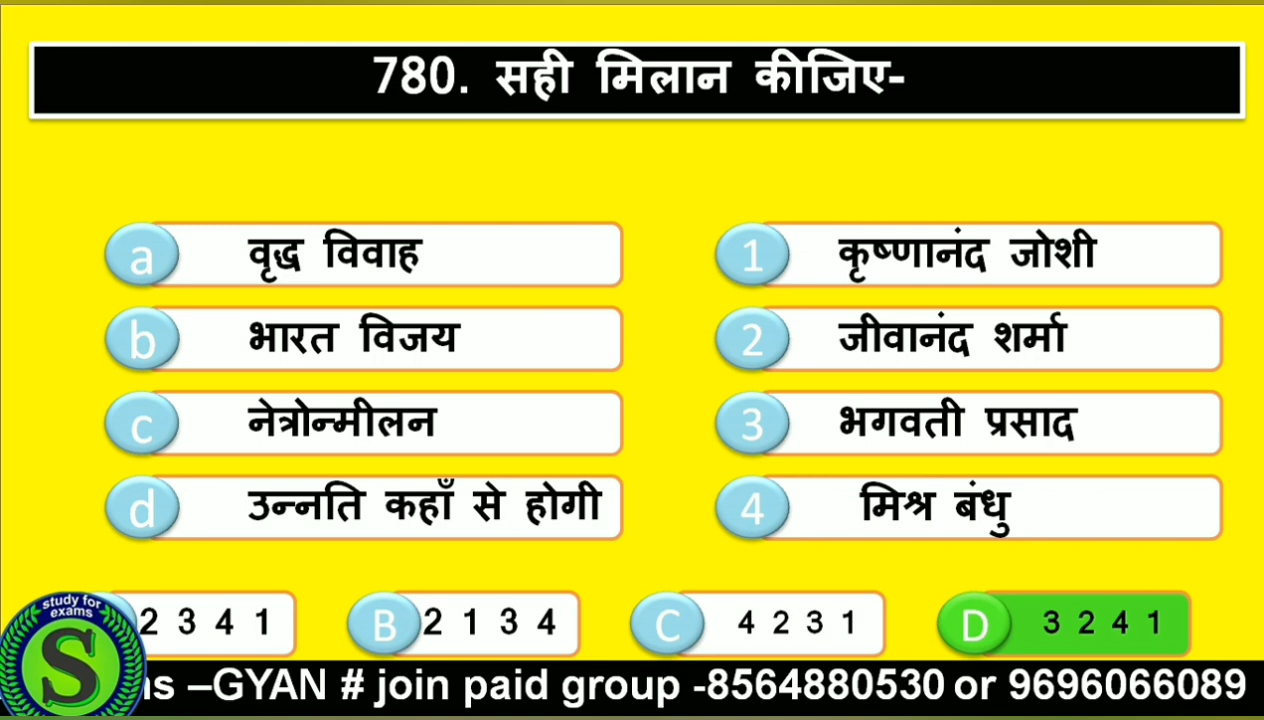 780. सही मिलान कीजिए-
a वृद्ध विवाह
1 कृष्णानंद जोशी
b भारत विजय
2 जीवानंद शर्मा
c नेत्रोन्मीलन
3 भगवती प्रसाद
d उन्नति कहाँ से होगी
4 मिश्र बंधु
2 3 4 1
B 2 1 3 4
C 4 2 3 1
D 3 2 4 1
study for
exams
S
–GYAN # join paid group -8564880530 or 9696066089